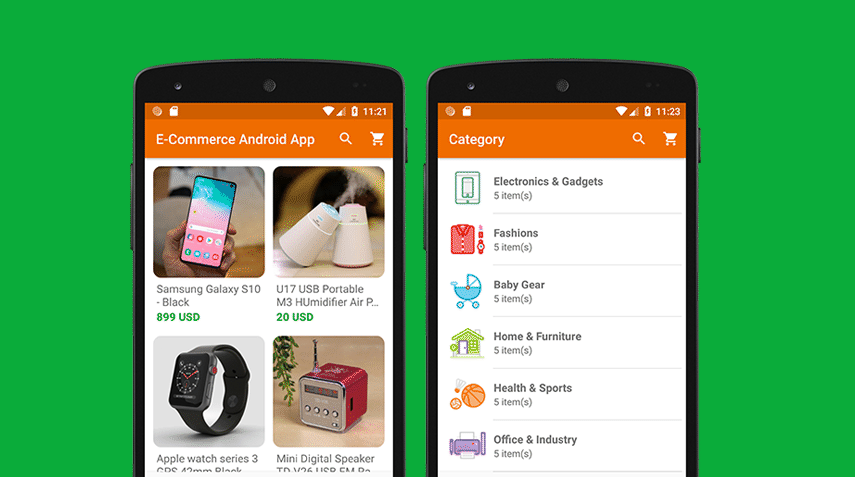 11:21
E-Commerce Android App
Samsung Galaxy S10
- Black
899 USD
U17 USB Portable
M3 HUmidifier Air P...
20 USD
Apple watch series 3
GPS 42mm Black
Mini Digital Speaker
TD-V26 USB FM Ra
11:23
Category
Electronics & Gadgets
5 item(s)
Fashions
5 item(s)
Baby Gear
5 item(s)
Home & Furniture
5 item(s)
Health & Sports
5 item(s)
Office & Industry
5 item(s)